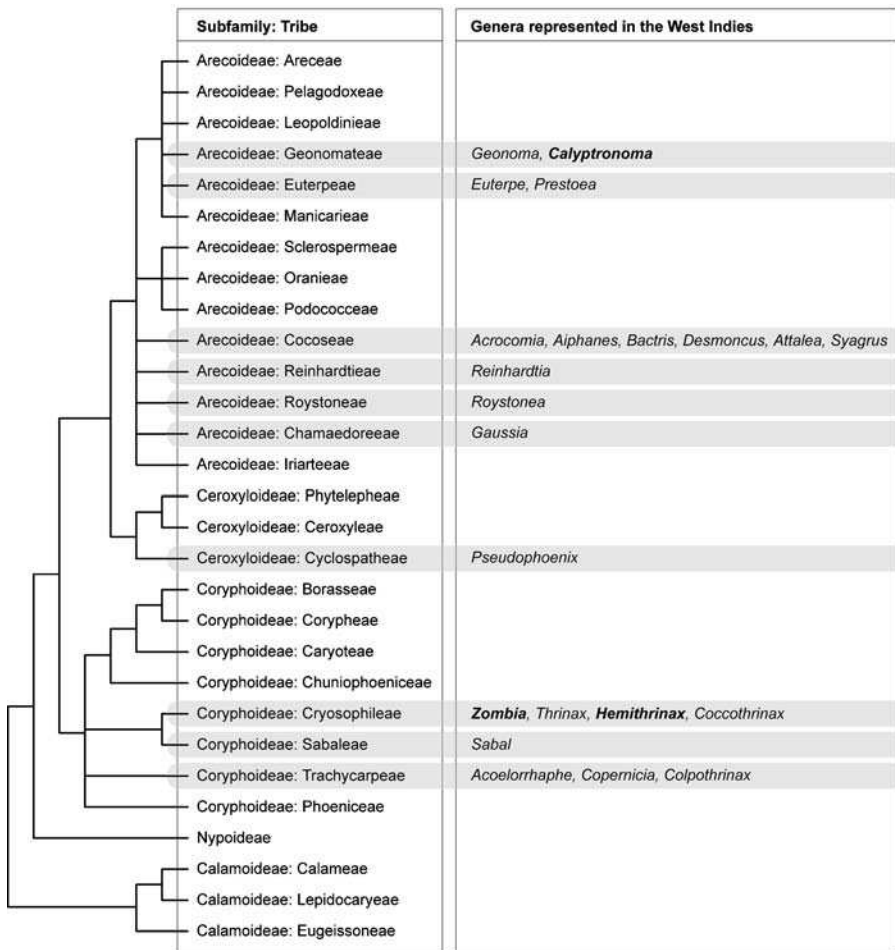 Subfamily: Tribe Genera represented in the West Indies
Arecoideae: Areceae
Arecoideae: Pelagodoxeae
Arecoideae: Leopoldinieae
Arecoideae: Geonomateae Geonoma, Calyptronoma
Arecoideae: Euterpeae Euterpe, Prestoea
Arecoideae: Manicarieae
Arecoideae: Sclerospermeae
Arecoideae: Oranieae
Arecoideae: Podococceae
Arecoideae: Cocoseae Acrocomia, Aiphanes, Bactris, Desmoncus, Attalea, Syagrus
Arecoideae: Reinhardtieae Reinhardtia
Arecoideae: Roystoneae Roystonea
Arecoideae: Chamaedoreeae Gaussia
Arecoideae: Iriarteeae
Ceroxyloideae: Phytelepheae
Ceroxyloideae: Ceroxyleae
Ceroxyloideae: Cyclospatheae Pseudophoenix
Coryphoideae: Borasseae
Coryphoideae: Corypheae
Coryphoideae: Caryoteae
Coryphoideae: Chuniophoeniceae
Coryphoideae: Cryosophileae Zombia, Thrinax, Hemithrinax, Coccothrinax
Coryphoideae: Sabaleae Sabal
Coryphoideae: Trachycarpeae Acoelorrhaphe, Copernicia, Colpothrinax
Coryphoideae: Phoeniceae
Nypoideae
Calamoideae: Calameae
Calamoideae: Lepidocaryeae
Calamoideae: Eugeissoneae